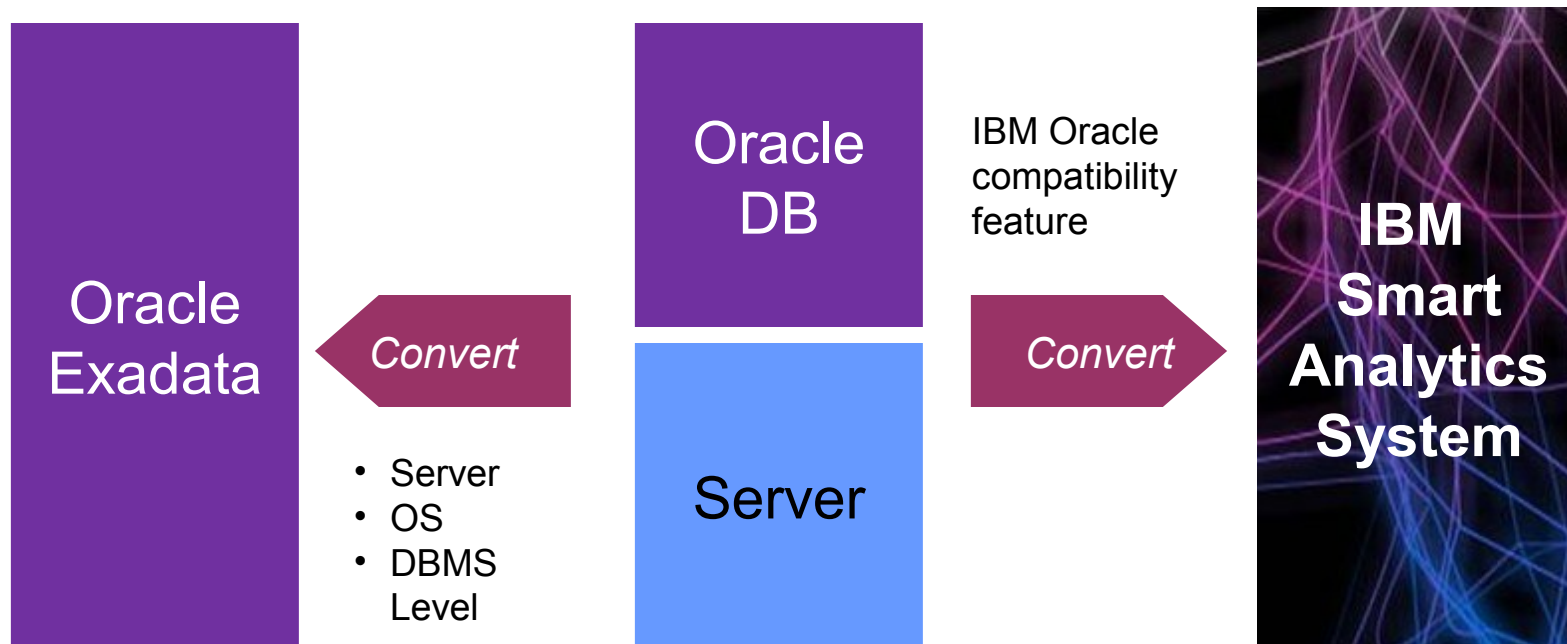 Oracle
Exadata
Convert
• Server
• OS
• DBMS
Level
Oracle
DB
Server
IBM Oracle
compatibility
feature
Convert
IBM
Smart
Analytics
System